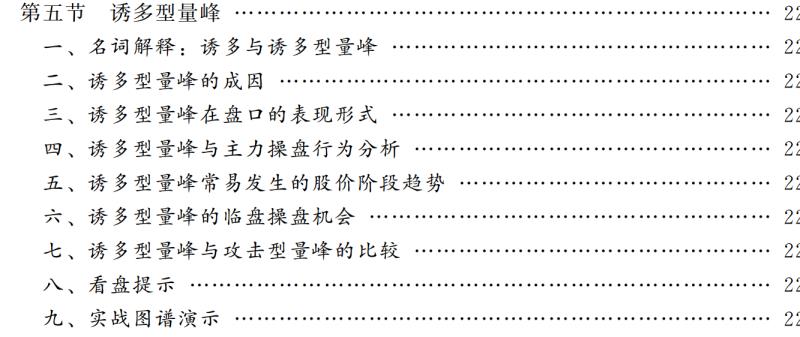 第五节 诱多型量峰 …………………………………………………… 22
一、名词解释：诱多与诱多型量峰 …………………………………… 22
二、诱多型量峰的成因 ……………………………………………… 22
三、诱多型量峰在盘口的表现形式 …………………………………… 22
四、诱多型量峰与主力操盘行为分析 ………………………………… 22
五、诱多型量峰常易发生的股价阶段趋势 …………………………… 22
六、诱多型量峰的临盘操盘机会 ……………………………………… 22
七、诱多型量峰与攻击型量峰的比较 ………………………………… 22
八、看盘提示 ………………………………………………………… 22
九、实战图谱演示 …………………………………………………… 22